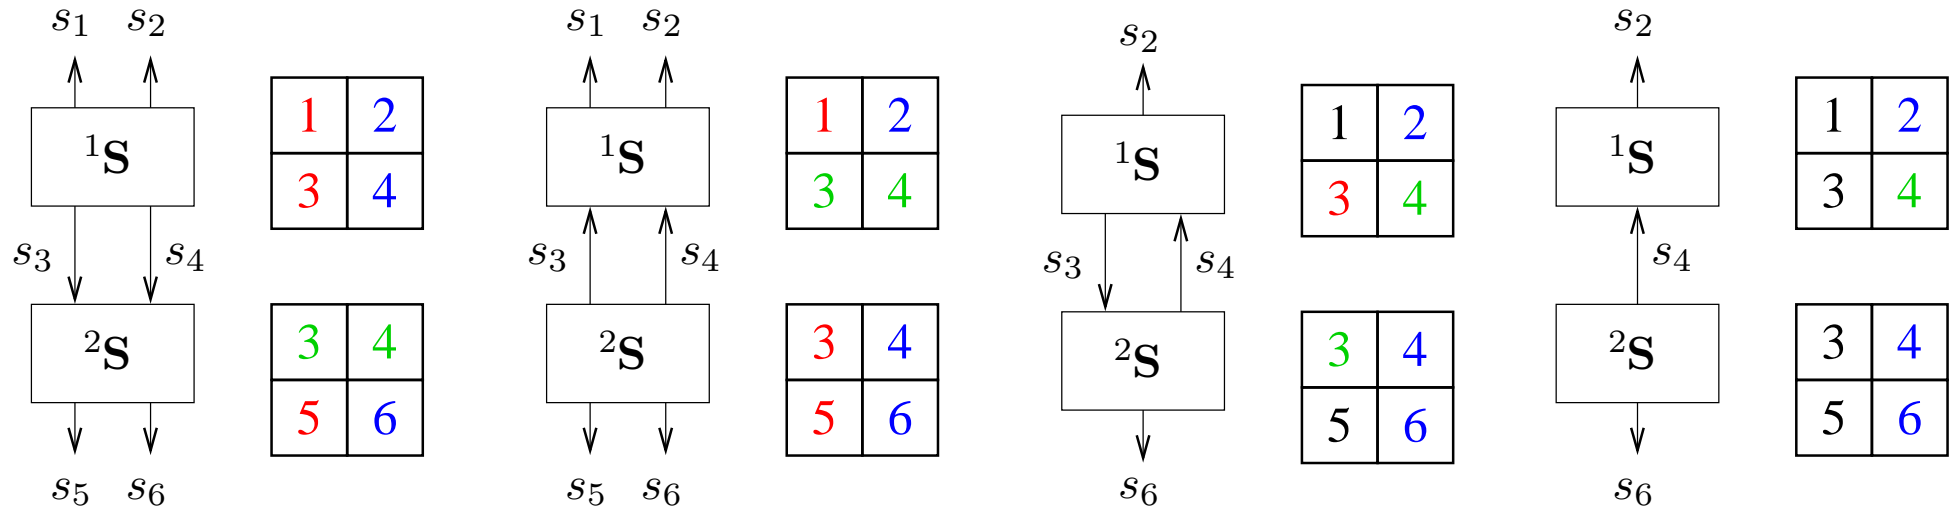 s₁ s₂ s₁ s₂ s₂ s₂
1 2 1 2 1 2 1 2
¹S ¹S ¹S ¹S
3 4 3 4 3 4 3 4
s₃ s₄ s₃ s₄ s₃ s₄ s₄
3 4 3 4 3 4 3 4
²S ²S ²S ²S
5 6 5 6 5 6 5 6
s₅ s₆ s₅ s₆ s₆ s₆